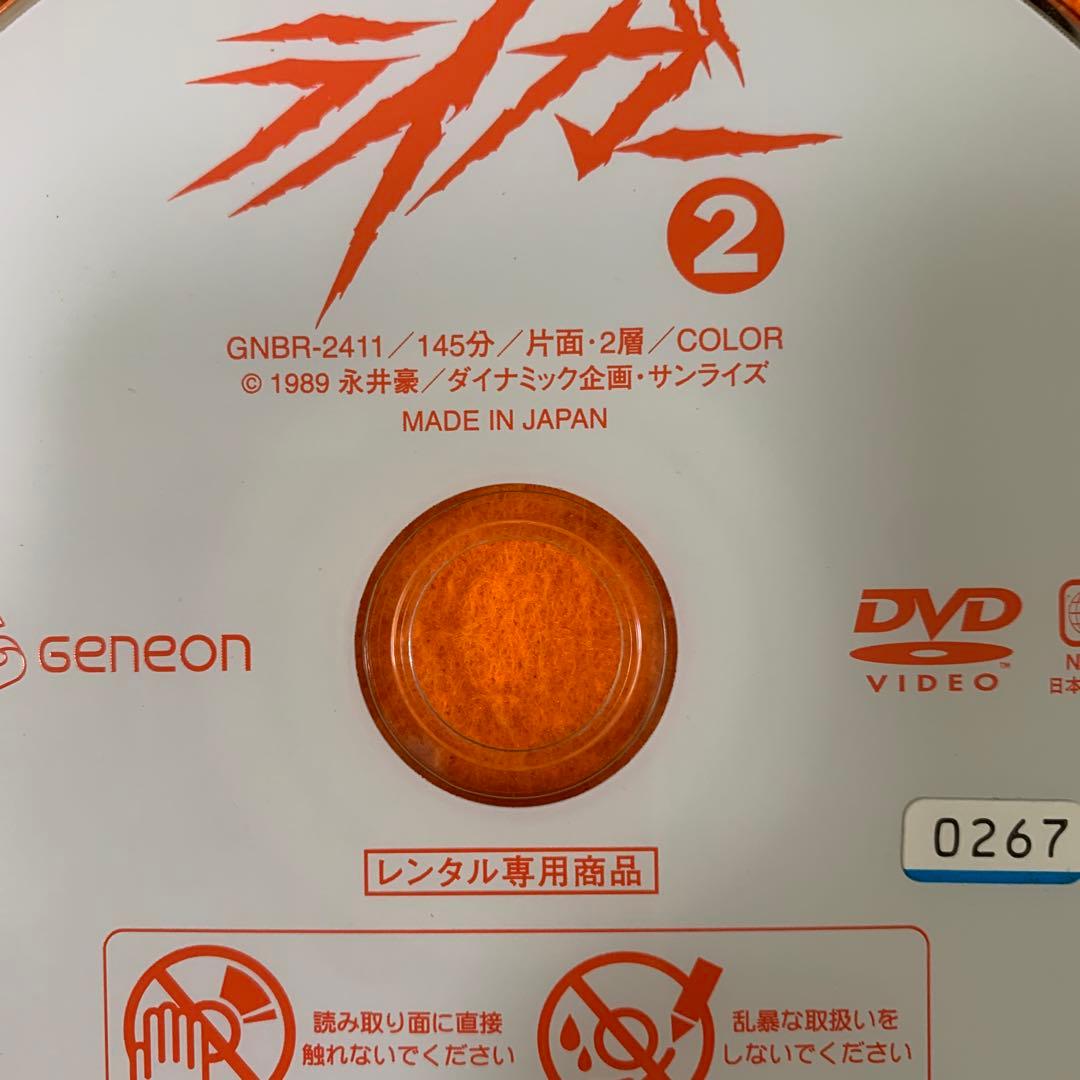 ライガー
2
GNBR-2411／145分／片面・2層／COLOR
© 1989 永井豪／ダイナミック企画・サンライズ
MADE IN JAPAN
GENEON
DVD
VIDEO
™
0267
レンタル専用商品
読み取り面に直接
触れないでください
乱暴な取扱いを
しないでください